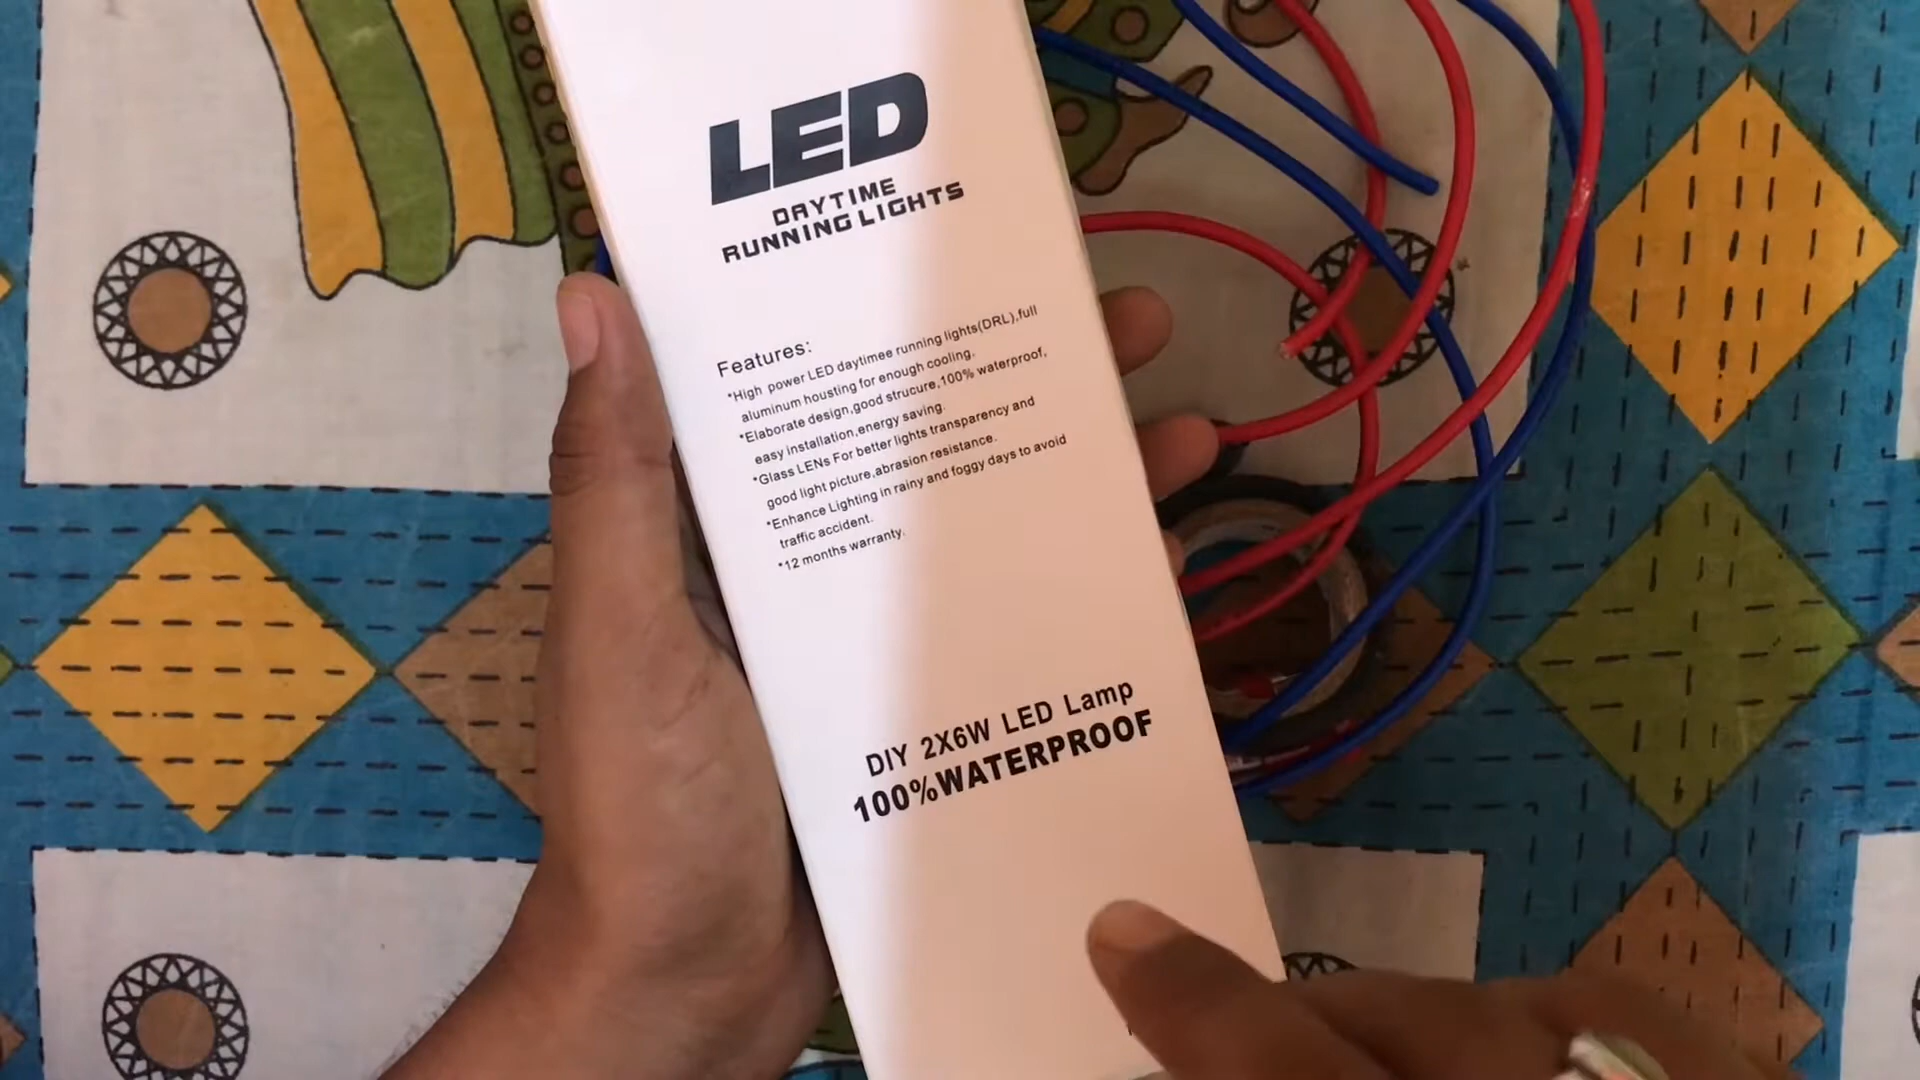 LED
DAYTIME
RUNNING LIGHTS
Features:
*High power LED daytimee running lights(DRL),full
aluminum housting for enough cooling.
*Elaborate design,good strucure,100% waterproof,
easy installation,energy saving.
*Glass LENs For better lights transparency and
good light picture,abrasion resistance.
*Enhance Lighting in rainy and foggy days to avoid
traffic accident.
*12 months warranty.
DIY 2X6W LED Lamp
100%WATERPROOF